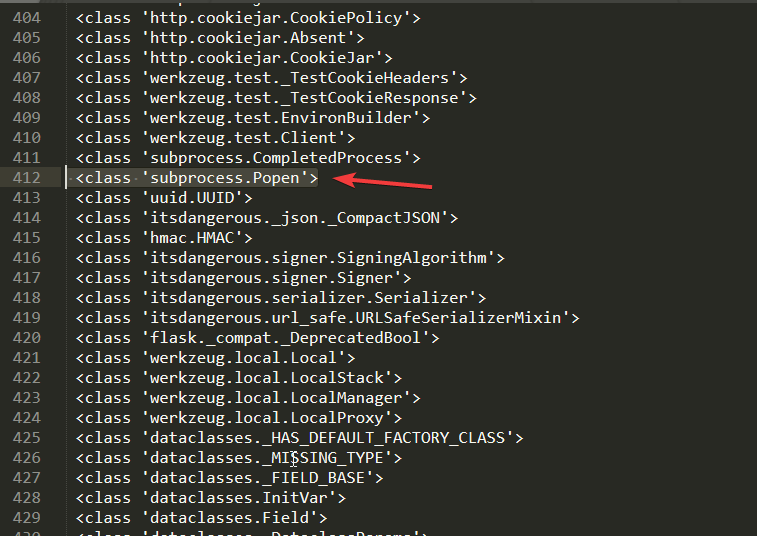 404 <class 'http.cookiejar.CookiePolicy'>
405 <class 'http.cookiejar.Absent'>
406 <class 'http.cookiejar.CookieJar'>
407 <class 'werkzeug.test._TestCookieHeaders'>
408 <class 'werkzeug.test._TestCookieResponse'>
409 <class 'werkzeug.test.EnvironBuilder'>
410 <class 'werkzeug.test.Client'>
411 <class 'subprocess.CompletedProcess'>
412 <class 'subprocess.Popen'>
413 <class 'uuid.UUID'>
414 <class 'itsdangerous._json._CompactJSON'>
415 <class 'hmac.HMAC'>
416 <class 'itsdangerous.signer.SigningAlgorithm'>
417 <class 'itsdangerous.signer.Signer'>
418 <class 'itsdangerous.serializer.Serializer'>
419 <class 'itsdangerous.url_safe.URLSafeSerializerMixin'>
420 <class 'flask._compat._DeprecatedBool'>
421 <class 'werkzeug.local.Local'>
422 <class 'werkzeug.local.LocalStack'>
423 <class 'werkzeug.local.LocalManager'>
424 <class 'werkzeug.local.LocalProxy'>
425 <class 'dataclasses._HAS_DEFAULT_FACTORY_CLASS'>
426 <class 'dataclasses._MISSING_TYPE'>
427 <class 'dataclasses._FIELD_BASE'>
428 <class 'dataclasses.InitVar'>
429 <class 'dataclasses.Field'>